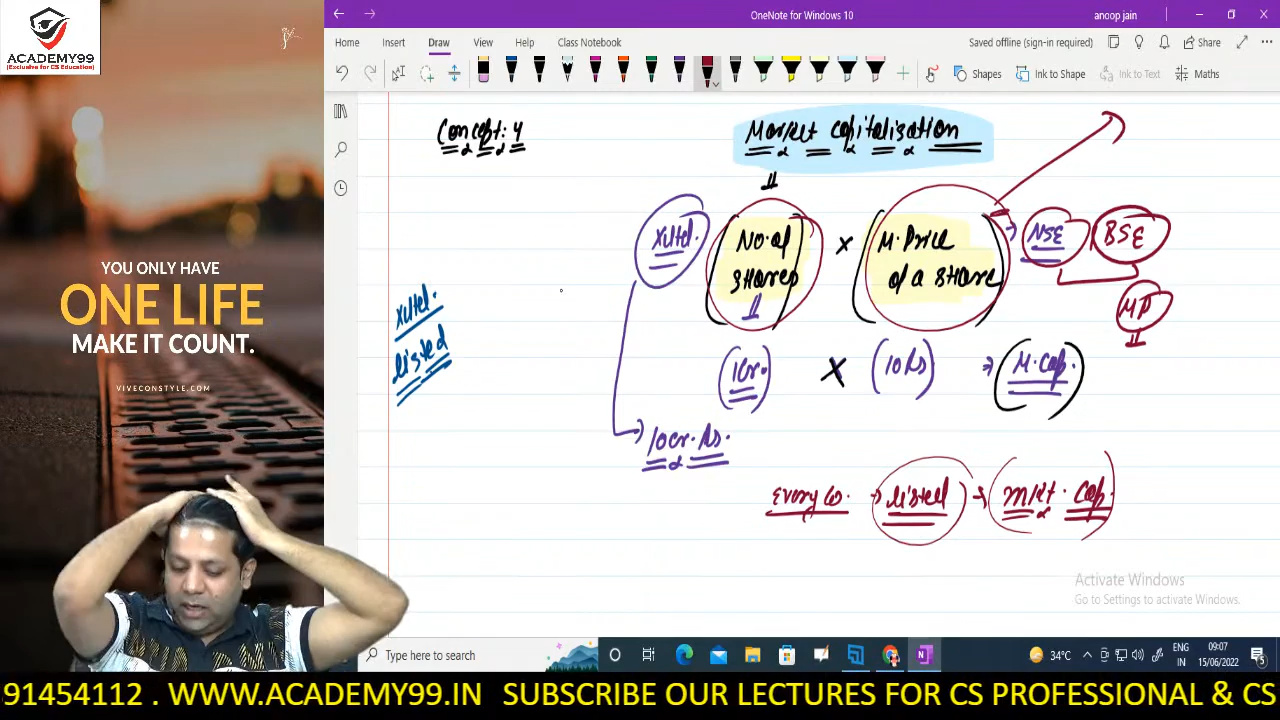 ACADEMY99
(Exclusive for CS Education)
YOU ONLY HAVE
ONE LIFE
MAKE IT COUNT.
VIVECONSTYLE.COM
OneNote for Windows 10
anoop jain
Home Insert Draw View Help Class Notebook
Saved offline (sign-in required)
Share
Shapes
Ink to Shape
Ink to Text
Maths
Concept: 4
Market Capitalisation
XLtd.
No. of
Shares
×
M. Price
of a Share
NSE
BSE
MP
XLtd.
Listed
1Cr.
×
10 Rs
M. Cap.
10cr. Rs.
Every Co.
Listed
Mkt. Cap.
Activate Windows
Go to Settings to activate Windows.
Type here to search
34°C
ENG
IN
09:07
15/06/2022
5
91454112 . WWW.ACADEMY99.IN SUBSCRIBE OUR LECTURES FOR CS PROFESSIONAL & CS